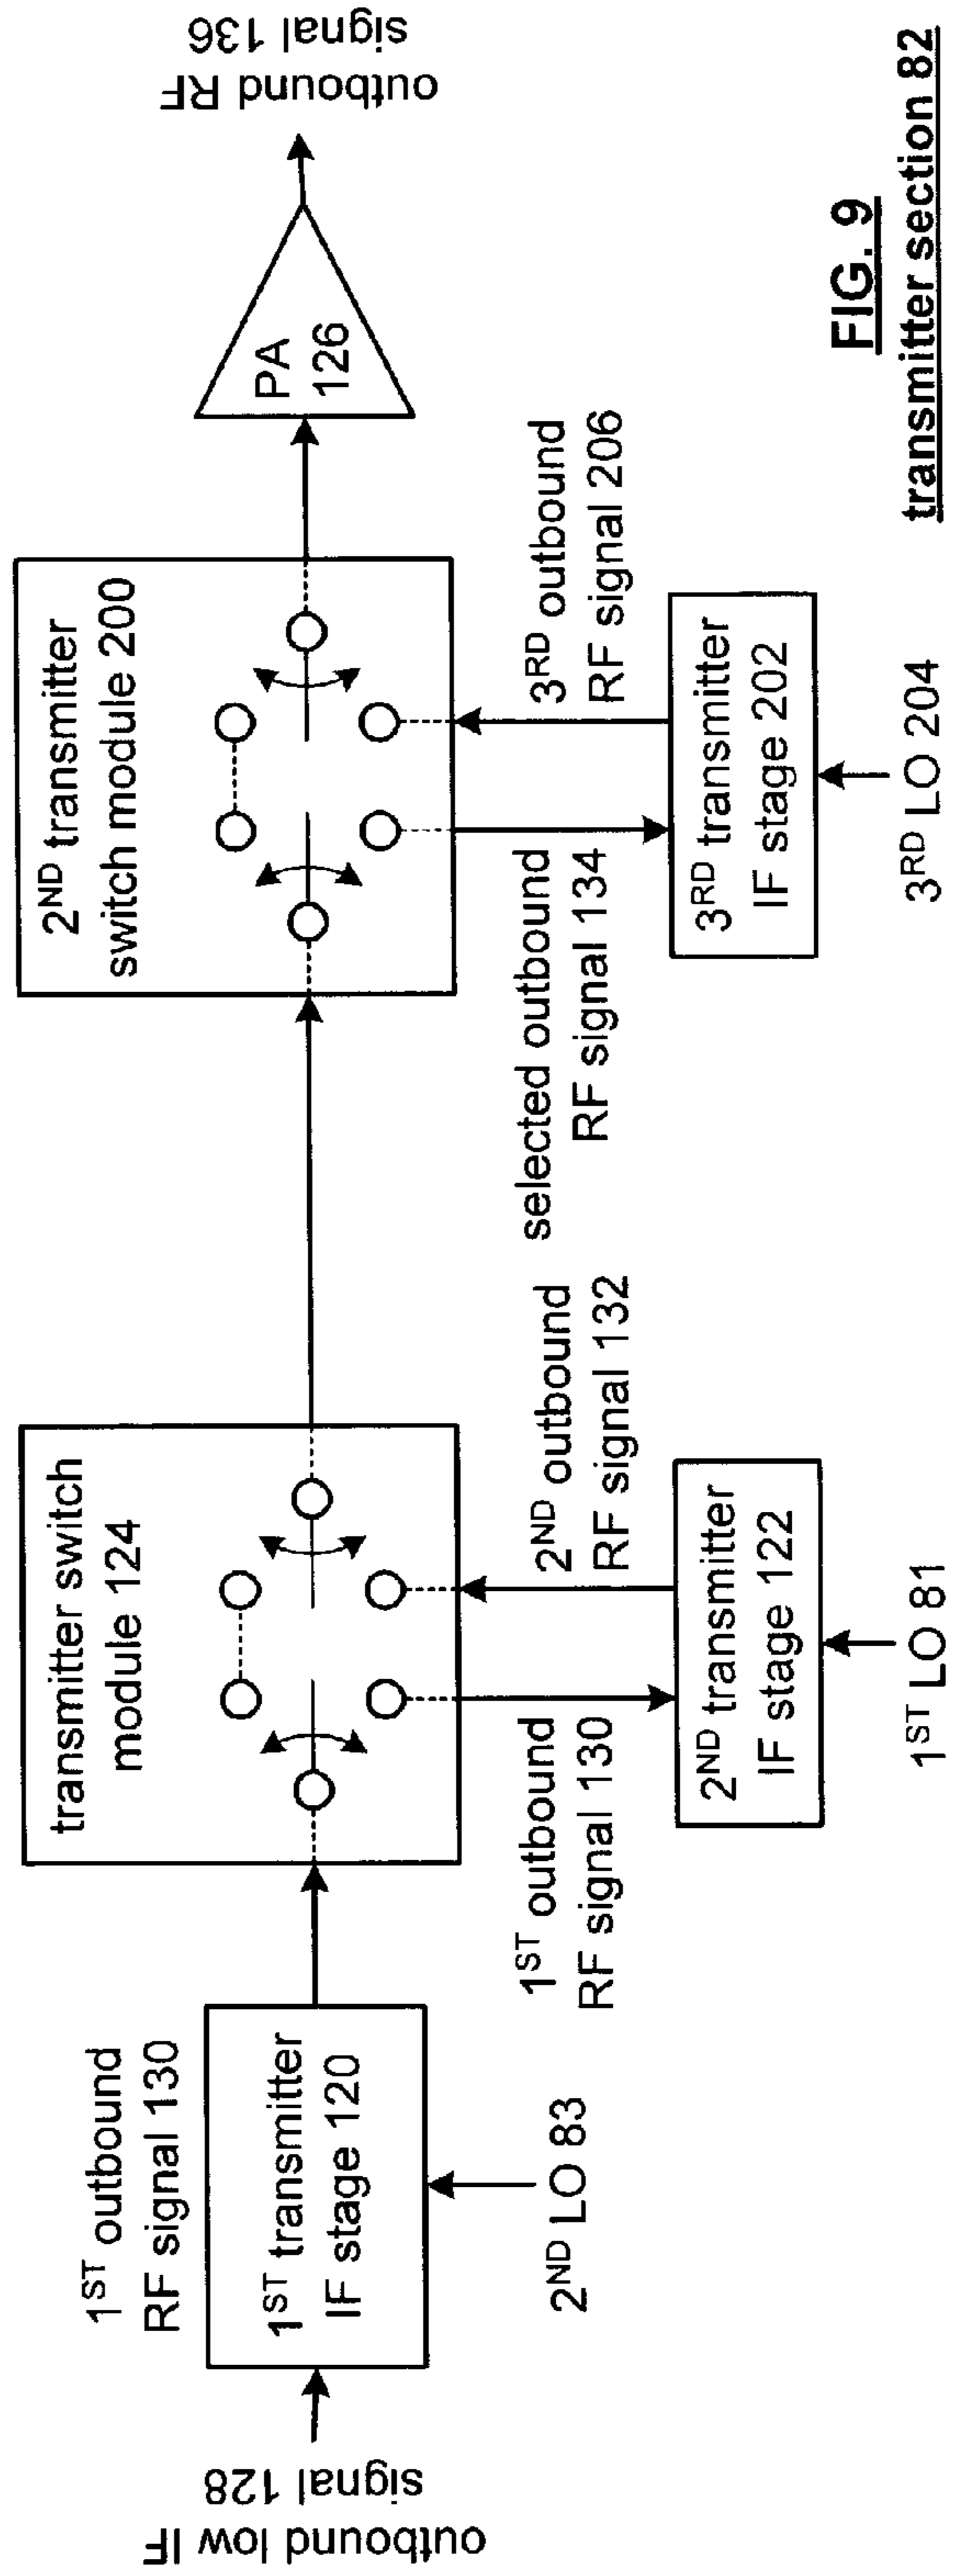 outbound low IF
signal 128
1ST outbound
RF signal 130
1ST transmitter
IF stage 120
2ND LO 83
transmitter switch
module 124
1ST outbound
RF signal 130
2ND outbound
RF signal 132
2ND transmitter
IF stage 122
1ST LO 81
2ND transmitter
switch module 200
selected outbound
RF signal 134
3RD outbound
RF signal 206
3RD transmitter
IF stage 202
3RD LO 204
PA
126
outbound RF
signal 136
FIG. 9
transmitter section 82